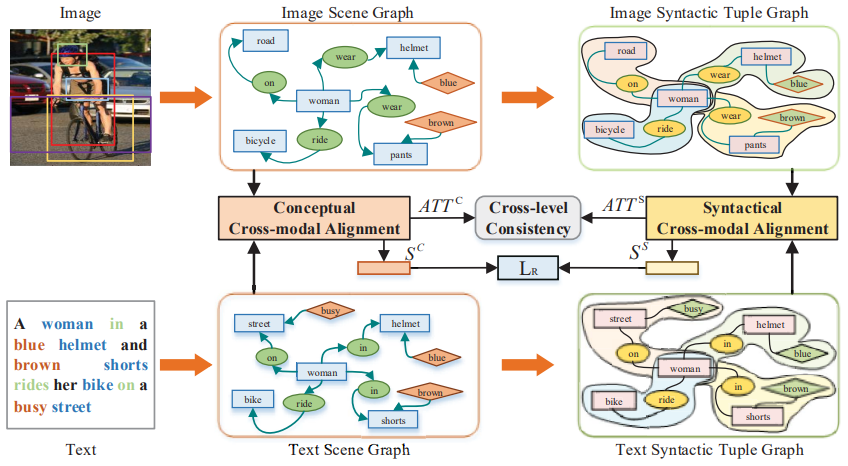 Image
Image Scene Graph
Image Syntactic Tuple Graph
road
wear
helmet
on
blue
woman
wear
brown
bicycle
ride
pants
road
helmet
wear
on
blue
woman
wear
brown
bicycle
ride
pants
Conceptual
Cross-modal Alignment
ATT^C
Cross-level
Consistency
ATT^S
Syntactical
Cross-modal Alignment
S^C
L_R
S^S
A woman in a
blue helmet and
brown shorts
rides her bike on a
busy street
busy
street
helmet
in
on
blue
woman
in
brown
bike
ride
shorts
busy
street
helmet
in
on
blue
woman
in
brown
bike
ride
shorts
Text
Text Scene Graph
Text Syntactic Tuple Graph